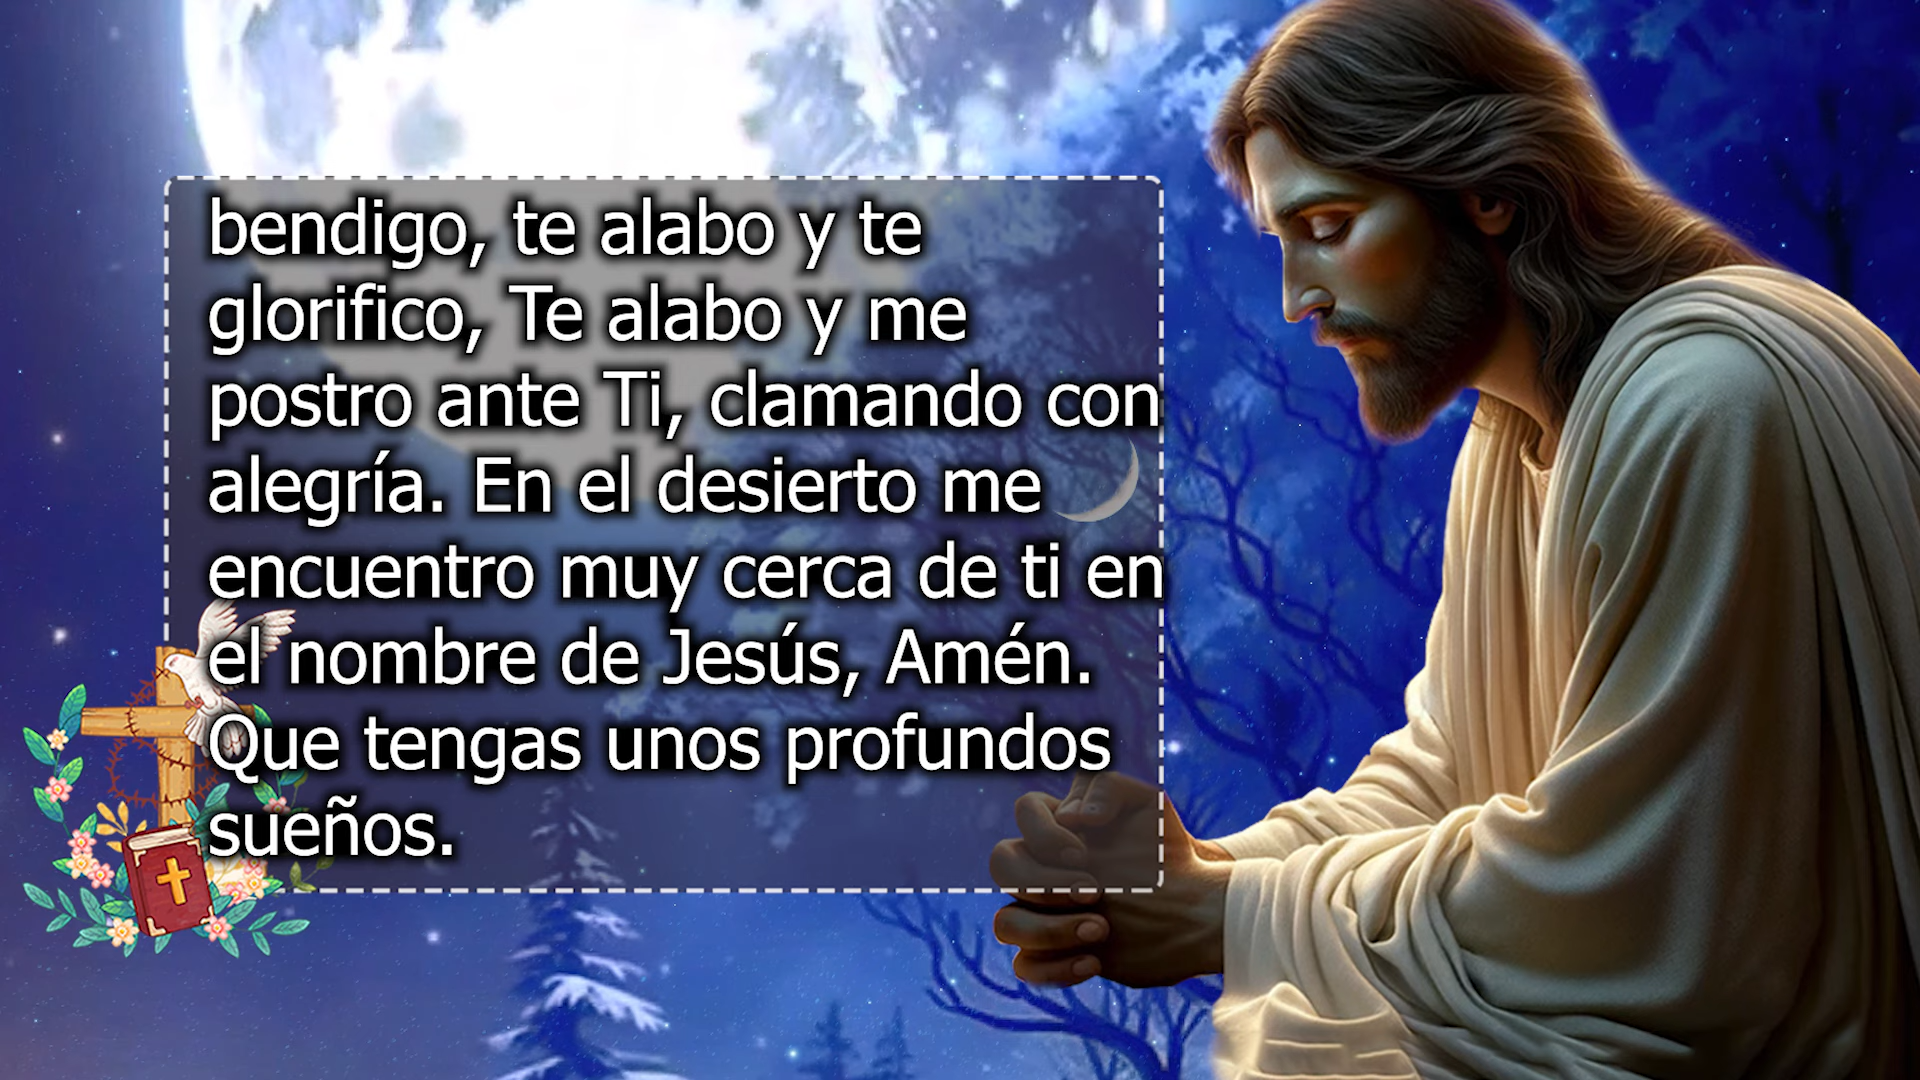 bendigo, te alabo y te
glorifico, Te alabo y me
postro ante Ti, clamando con
alegría. En el desierto me
encuentro muy cerca de ti en
el nombre de Jesús, Amén.
Que tengas unos profundos
sueños.